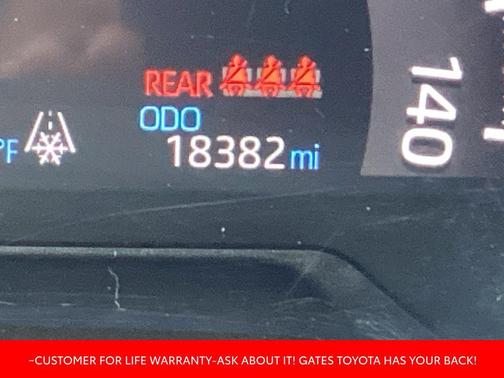 REAR
ODO
°F
18382 mi
140
-CUSTOMER FOR LIFE WARRANTY-ASK ABOUT IT! GATES TOYOTA HAS YOUR BACK!